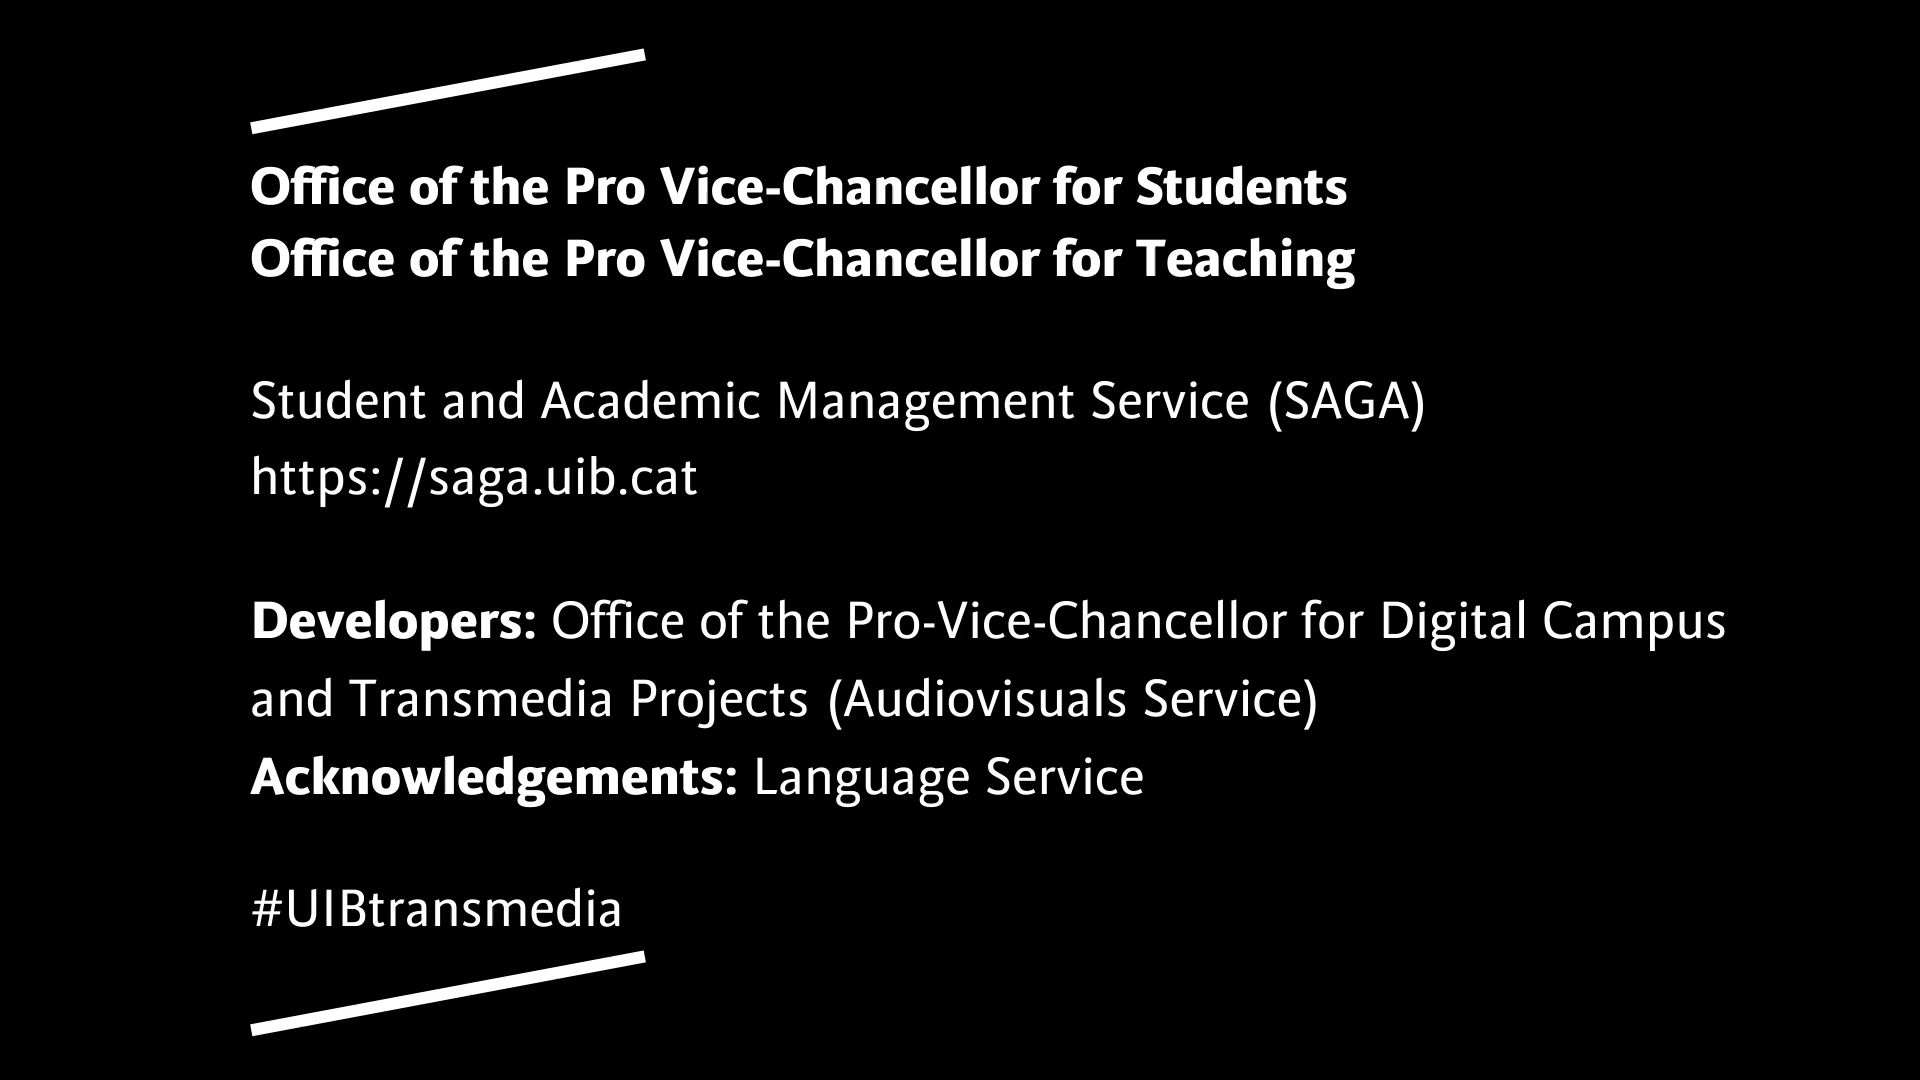 Office of the Pro Vice-Chancellor for Students
Office of the Pro Vice-Chancellor for Teaching
Student and Academic Management Service (SAGA)
https://saga.uib.cat
Developers: Office of the Pro-Vice-Chancellor for Digital Campus
and Transmedia Projects (Audiovisuals Service)
Acknowledgements: Language Service
#UIBtransmedia